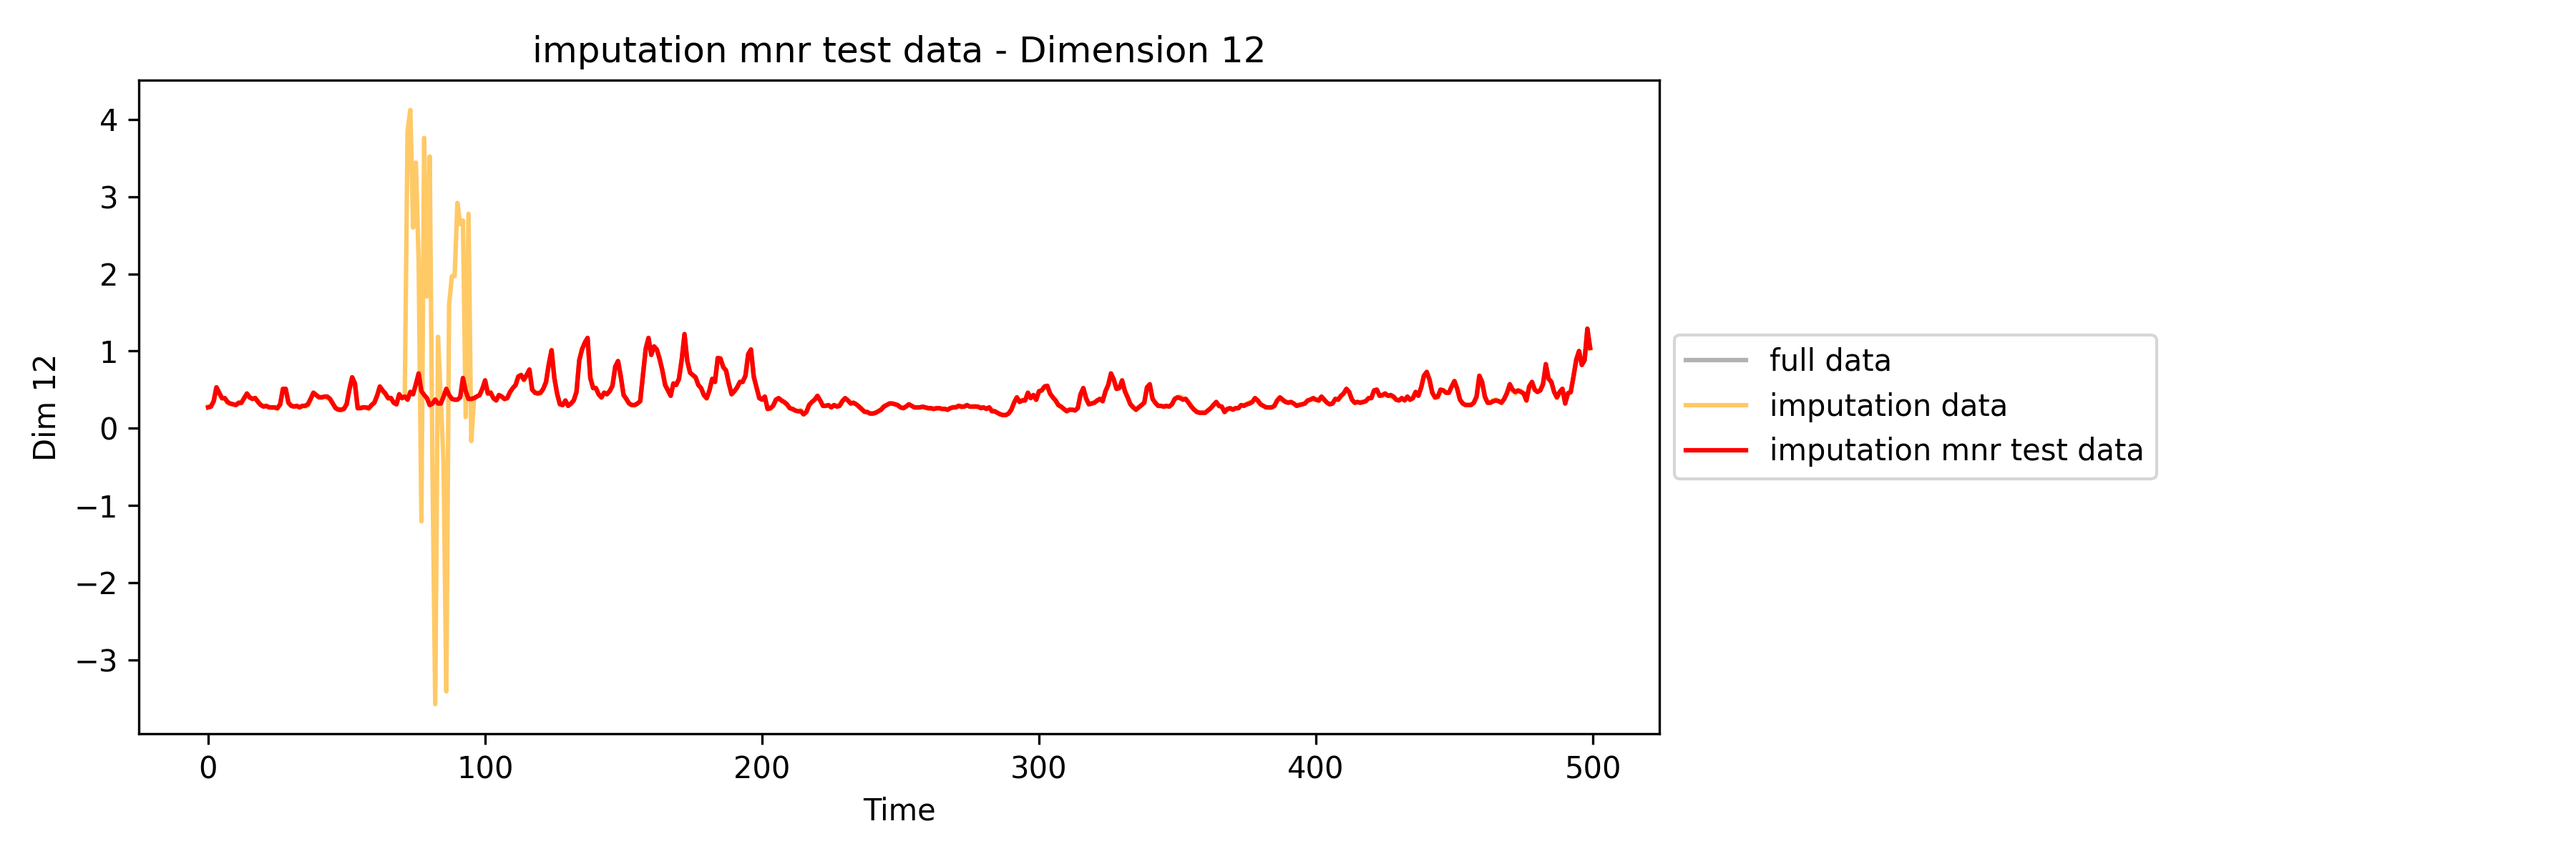 imputation mnr test data - Dimension 12
4
3
2
1
0
−1
−2
−3
Dim 12
0 100 200 300 400 500
Time
full data
imputation data
imputation mnr test data